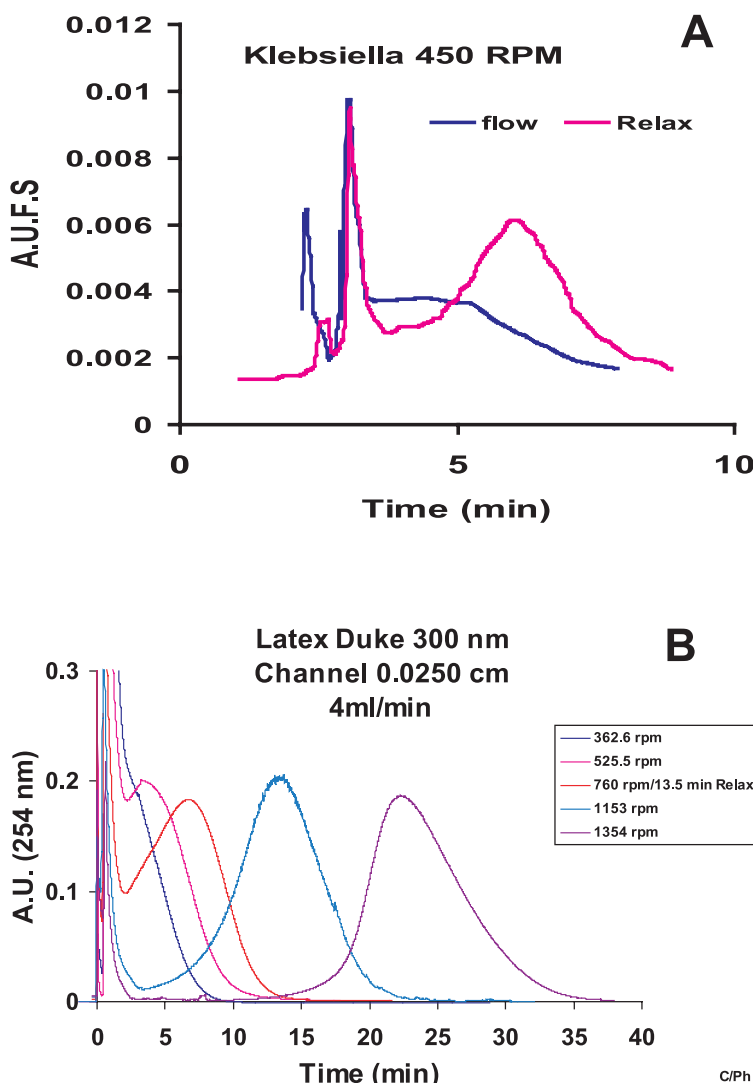 A
Klebsiella 450 RPM
flow Relax
A.U.F.S
0.012
0.01
0.008
0.006
0.004
0.002
0
0 5 10
Time (min)
B
Latex Duke 300 nm
Channel 0.0250 cm
4ml/min
A.U. (254 nm)
0.3
0.2
0.1
0
362.6 rpm
525.5 rpm
760 rpm/13.5 min Relax
1153 rpm
1354 rpm
0 5 10 15 20 25 30 35 40
Time (min)
C/Ph